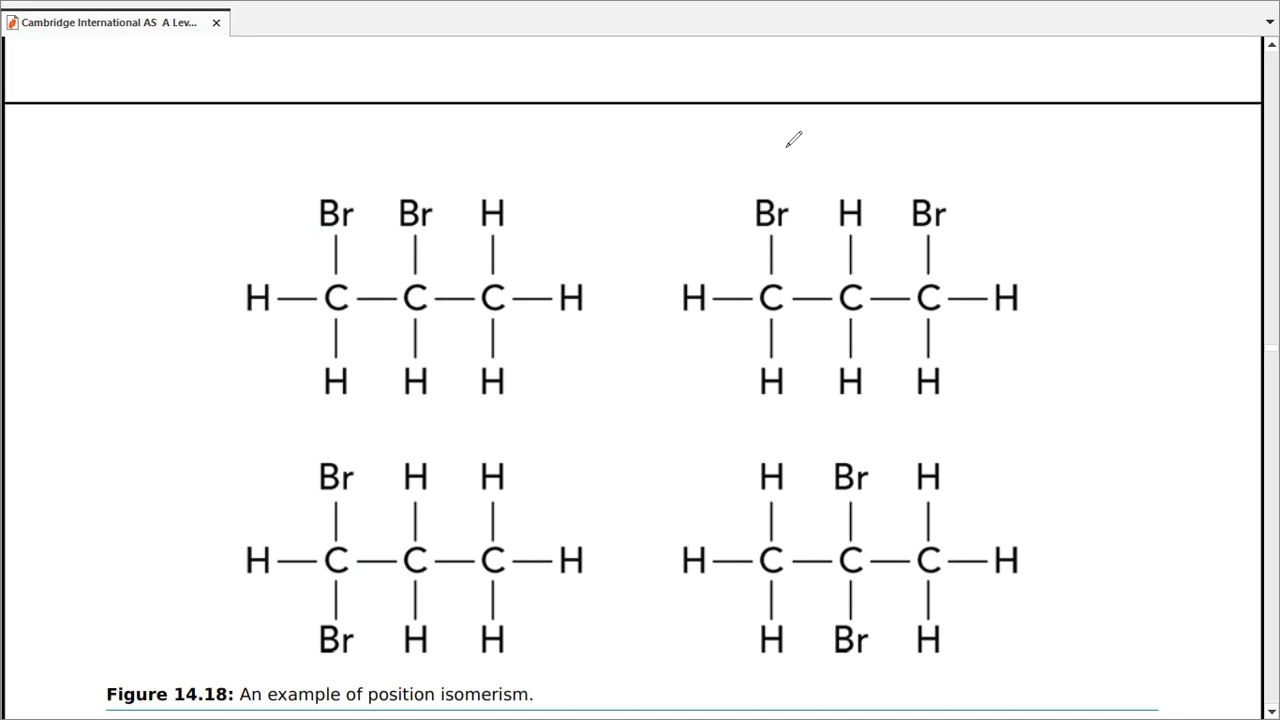 Cambridge International AS A Lev...
Br Br H
H C C C H
H H H
Br H Br
H C C C H
H H H
Br H H
H C C C H
Br H H
H Br H
H C C C H
H Br H
Figure 14.18: An example of position isomerism.